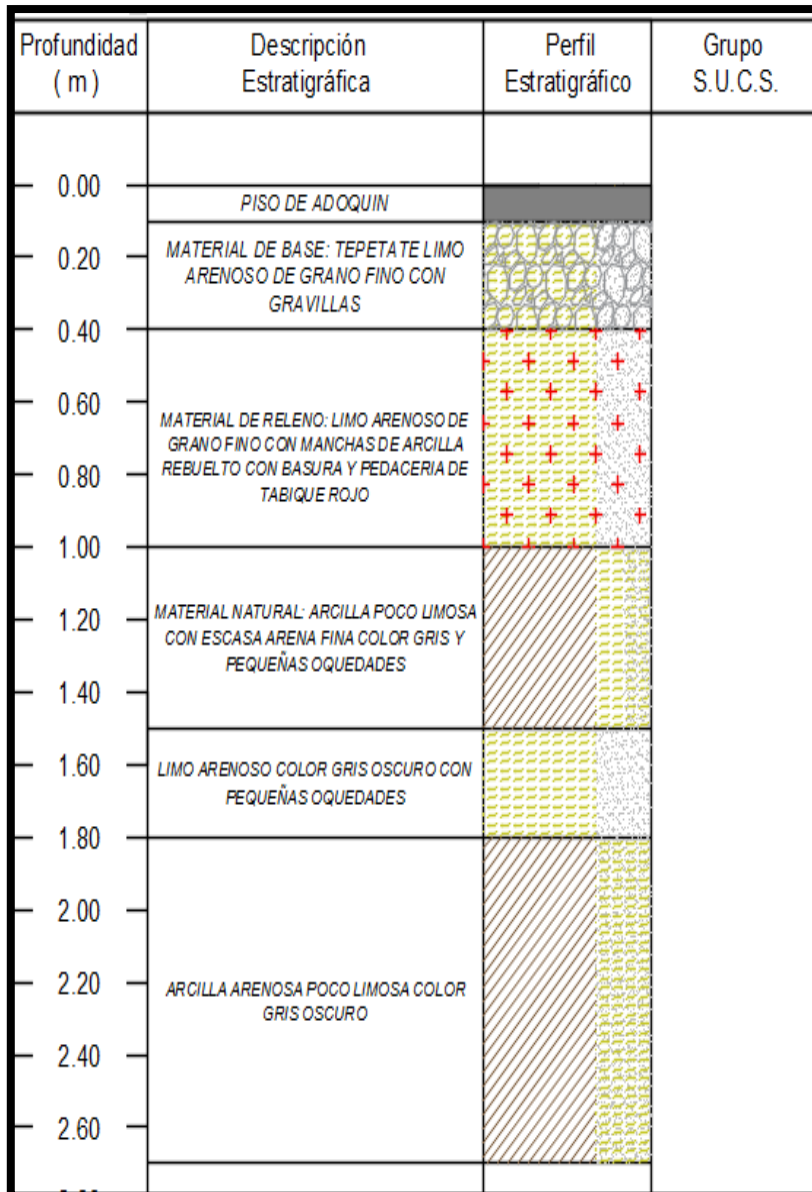 Profundidad
( m )
Descripción
Estratigráfica
Perfil
Estratigráfico
Grupo
S.U.C.S.
0.00
PISO DE ADOQUIN
0.20
MATERIAL DE BASE: TEPETATE LIMO
ARENOSO DE GRANO FINO CON
GRAVILLAS
0.40
0.60
MATERIAL DE RELENO: LIMO ARENOSO DE
GRANO FINO CON MANCHAS DE ARCILLA
REBUELTO CON BASURA Y PEDACERIA DE
TABIQUE ROJO
0.80
1.00
1.20
MATERIAL NATURAL: ARCILLA POCO LIMOSA
CON ESCASA ARENA FINA COLOR GRIS Y
PEQUEÑAS OQUEDADES
1.40
1.60
LIMO ARENOSO COLOR GRIS OSCURO CON
PEQUEÑAS OQUEDADES
1.80
2.00
2.20
ARCILLA ARENOSA POCO LIMOSA COLOR
GRIS OSCURO
2.40
2.60